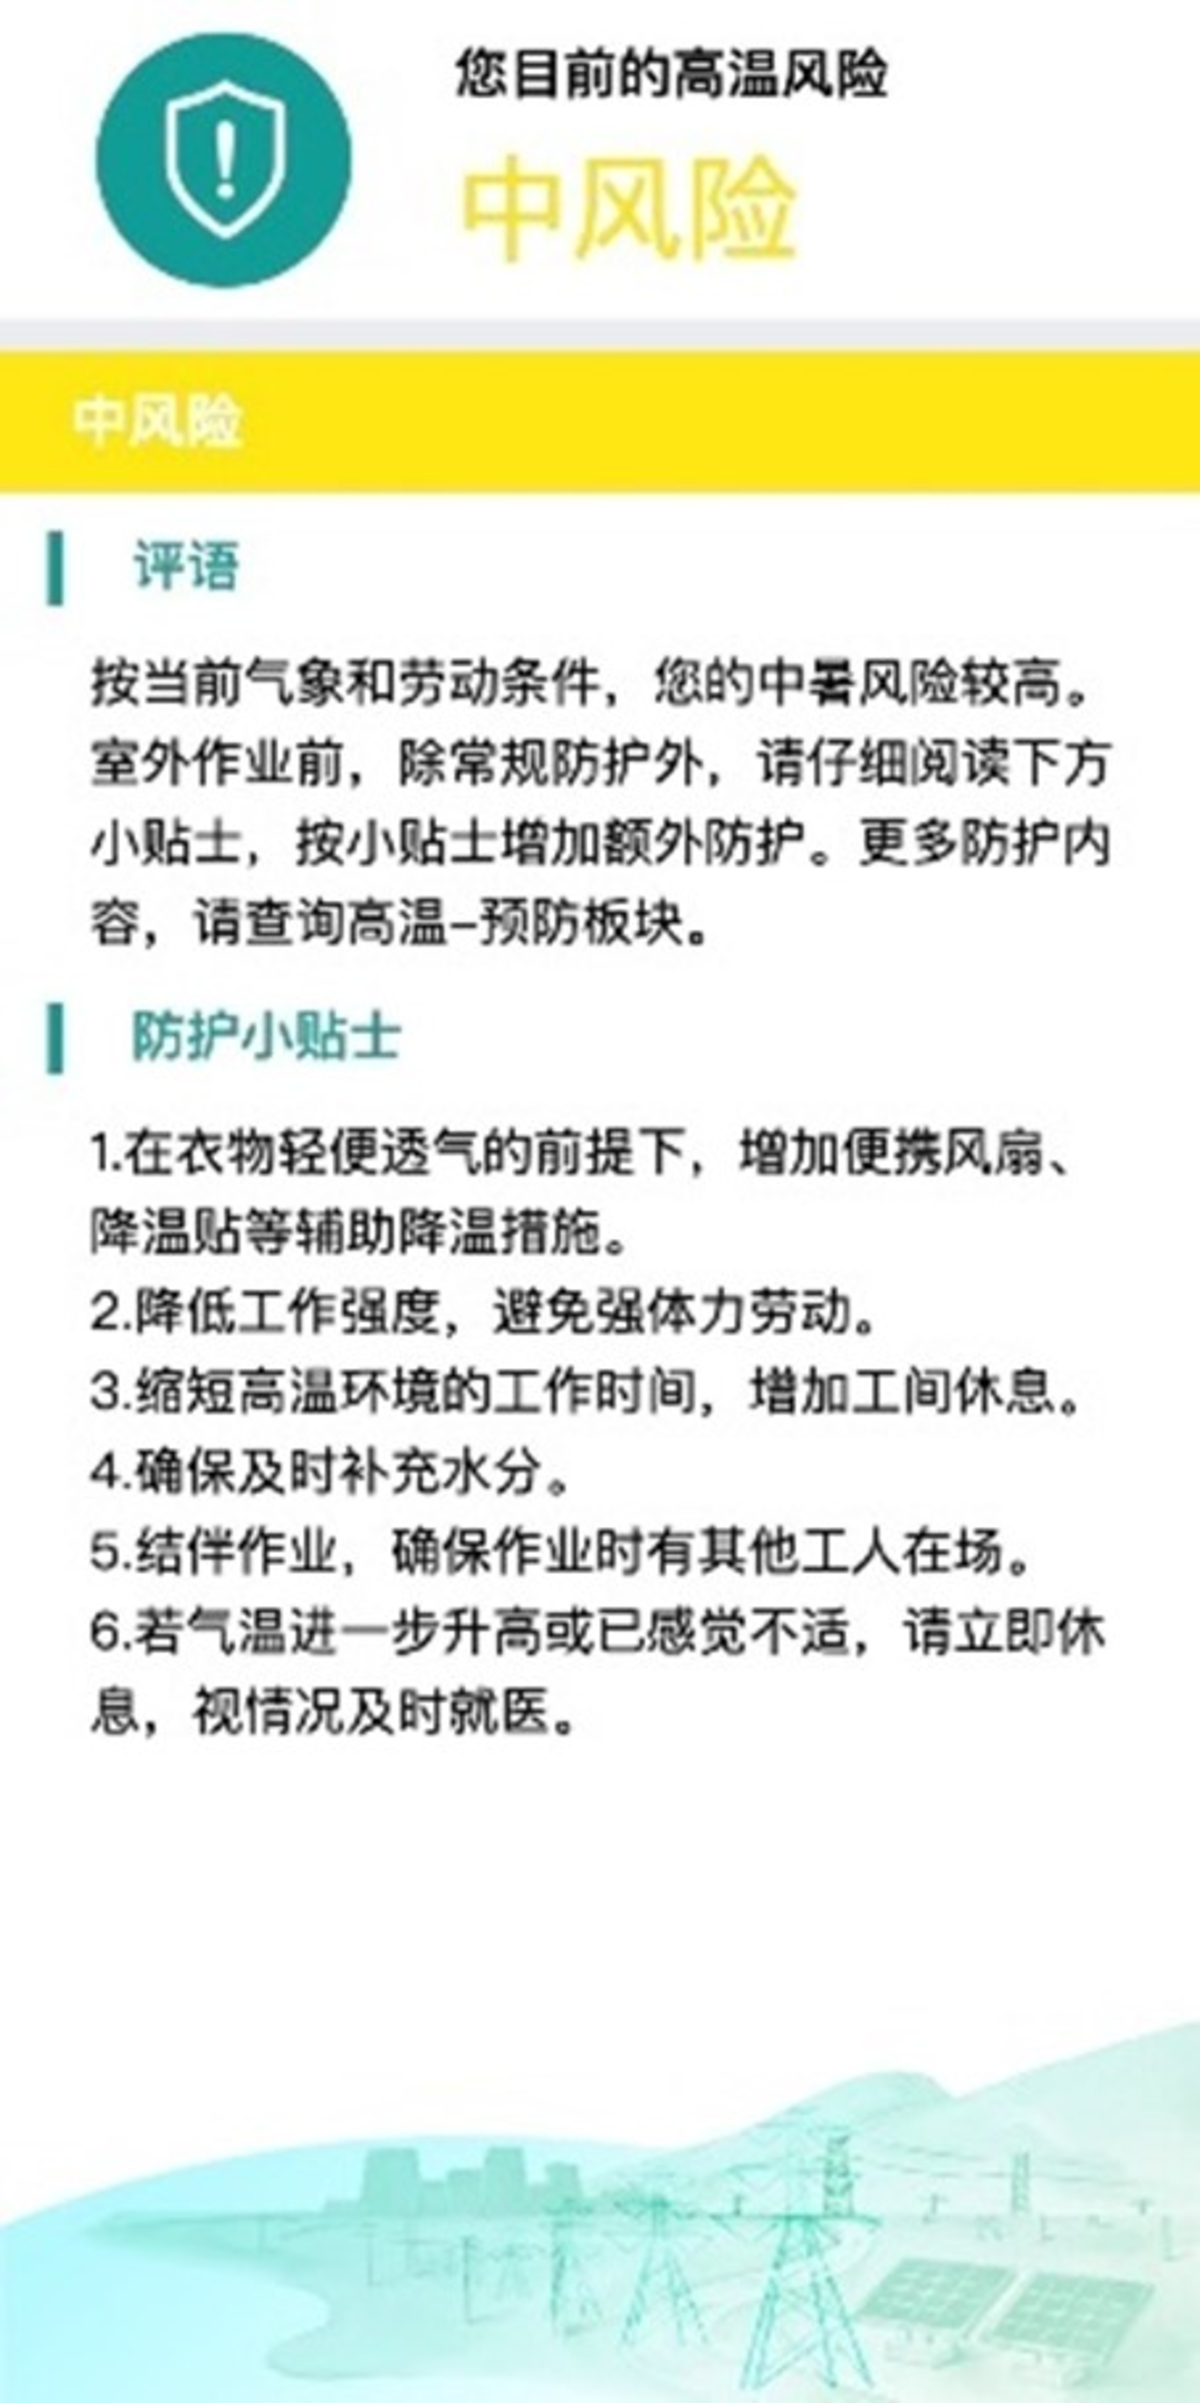 您目前的高温风险
中风险
中风险
评语
按当前气象和劳动条件，您的中暑风险较高。
室外作业前，除常规防护外，请仔细阅读下方
小贴士，按小贴士增加额外防护。更多防护内
容，请查询高温-预防板块。
防护小贴士
1.在衣物轻便透气的前提下，增加便携风扇、
降温贴等辅助降温措施。
2.降低工作强度，避免强体力劳动。
3.缩短高温环境的工作时间，增加工间休息。
4.确保及时补充水分。
5.结伴作业，确保作业时有其他工人在场。
6.若气温进一步升高或已感觉不适，请立即休
息，视情况及时就医。